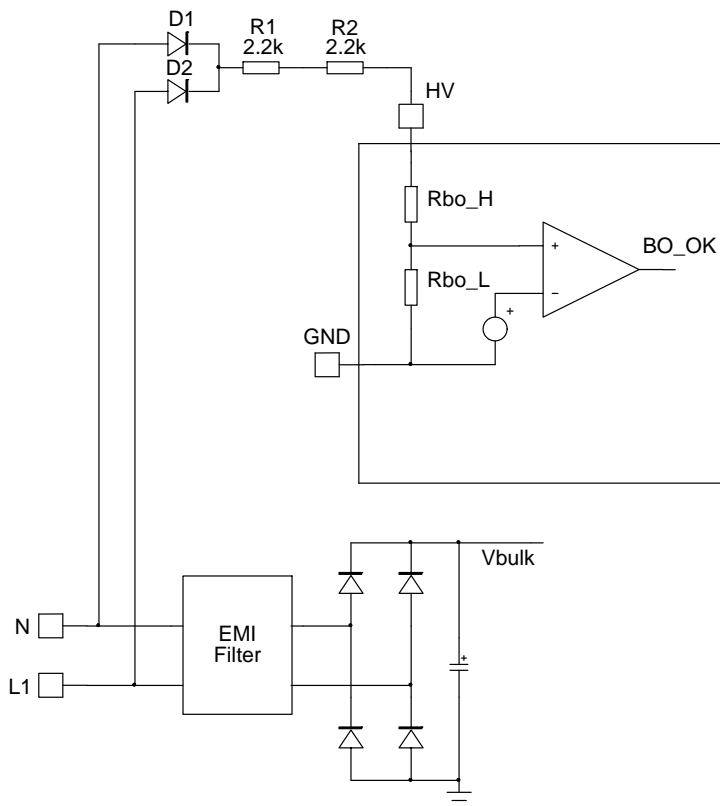 D1
R1
R2
2.2k
2.2k
D2
HV
Rbo_H
+
BO_OK
Rbo_L
−
+
GND
Vbulk
N
EMI
Filter
+
L1